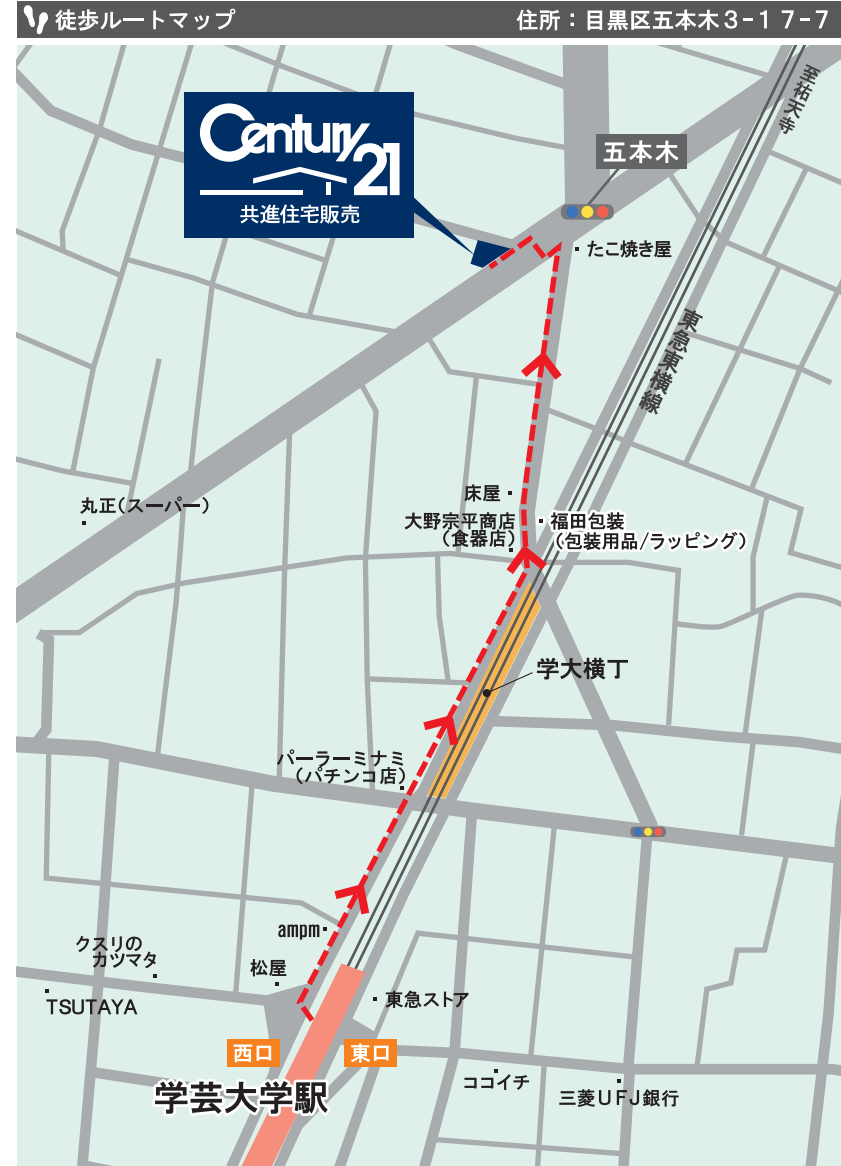 徒歩ルートマップ
住所：目黒区五本木３-１７-７
至祐天寺
Century 21
共進住宅販売
五本木
たこ焼き屋
東急東横線
丸正（スーパー）
床屋
大野宗平商店
（食器店）
福田包装
（包装用品/ラッピング）
学大横丁
パーラーミナミ
（パチンコ店）
ampm
クスリの
カツマタ
松屋
TSUTAYA
東急ストア
西口
東口
学芸大学駅
ココイチ
三菱ＵＦＪ銀行